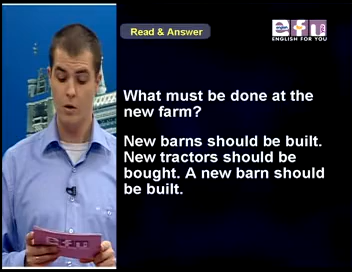 Read & Answer
efu
ENGLISH FOR YOU
What must be done at the
new farm?
New barns should be built.
New tractors should be
bought. A new barn should
be built.
efu